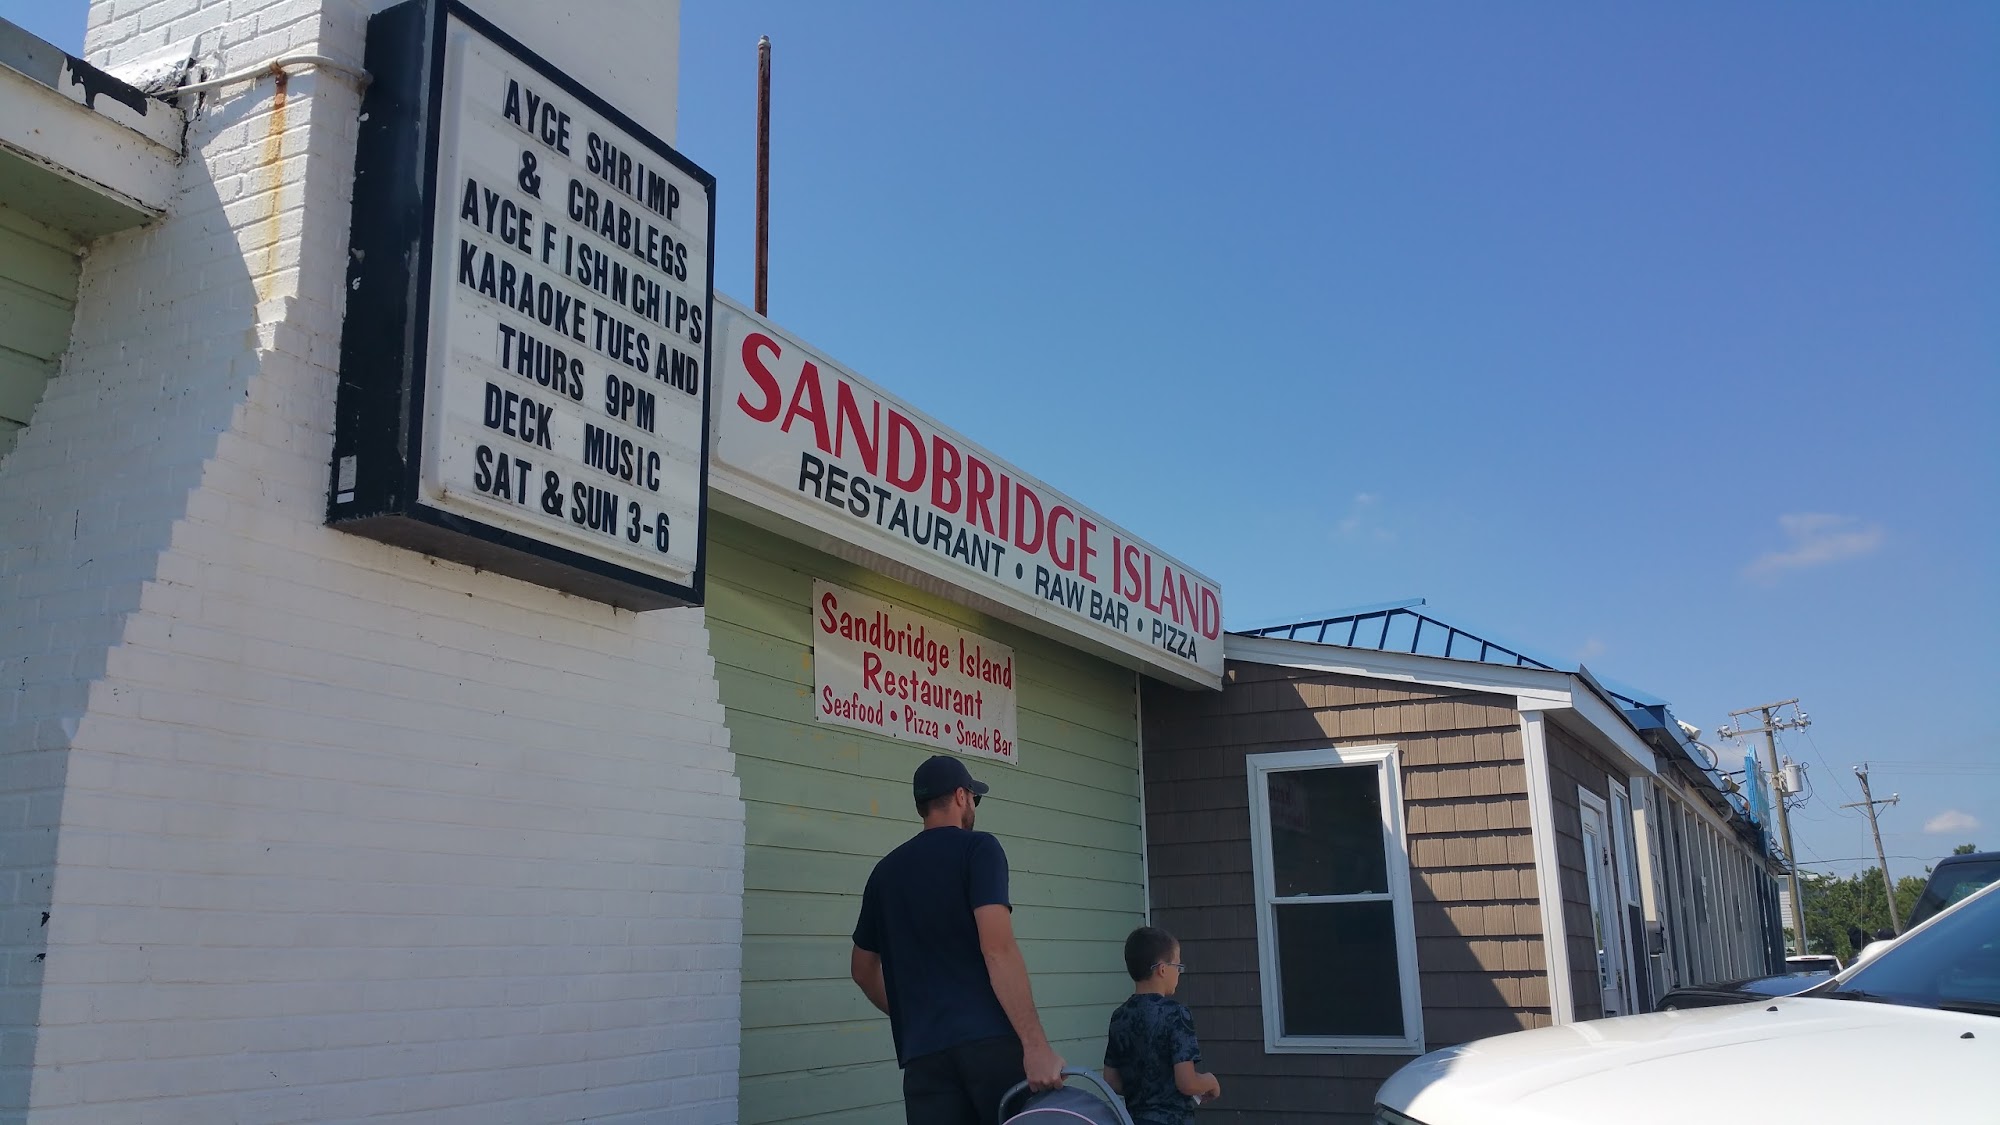 AYCE SHRIMP
& CRABLEGS
AYCE FISHNCHIPS
KARAOKE TUES AND
THURS 9PM
DECK MUSIC
SAT & SUN 3-6
SANDBRIDGE ISLAND
RESTAURANT • RAW BAR • PIZZA
Sandbridge Island
Restaurant
Seafood • Pizza • Snack Bar